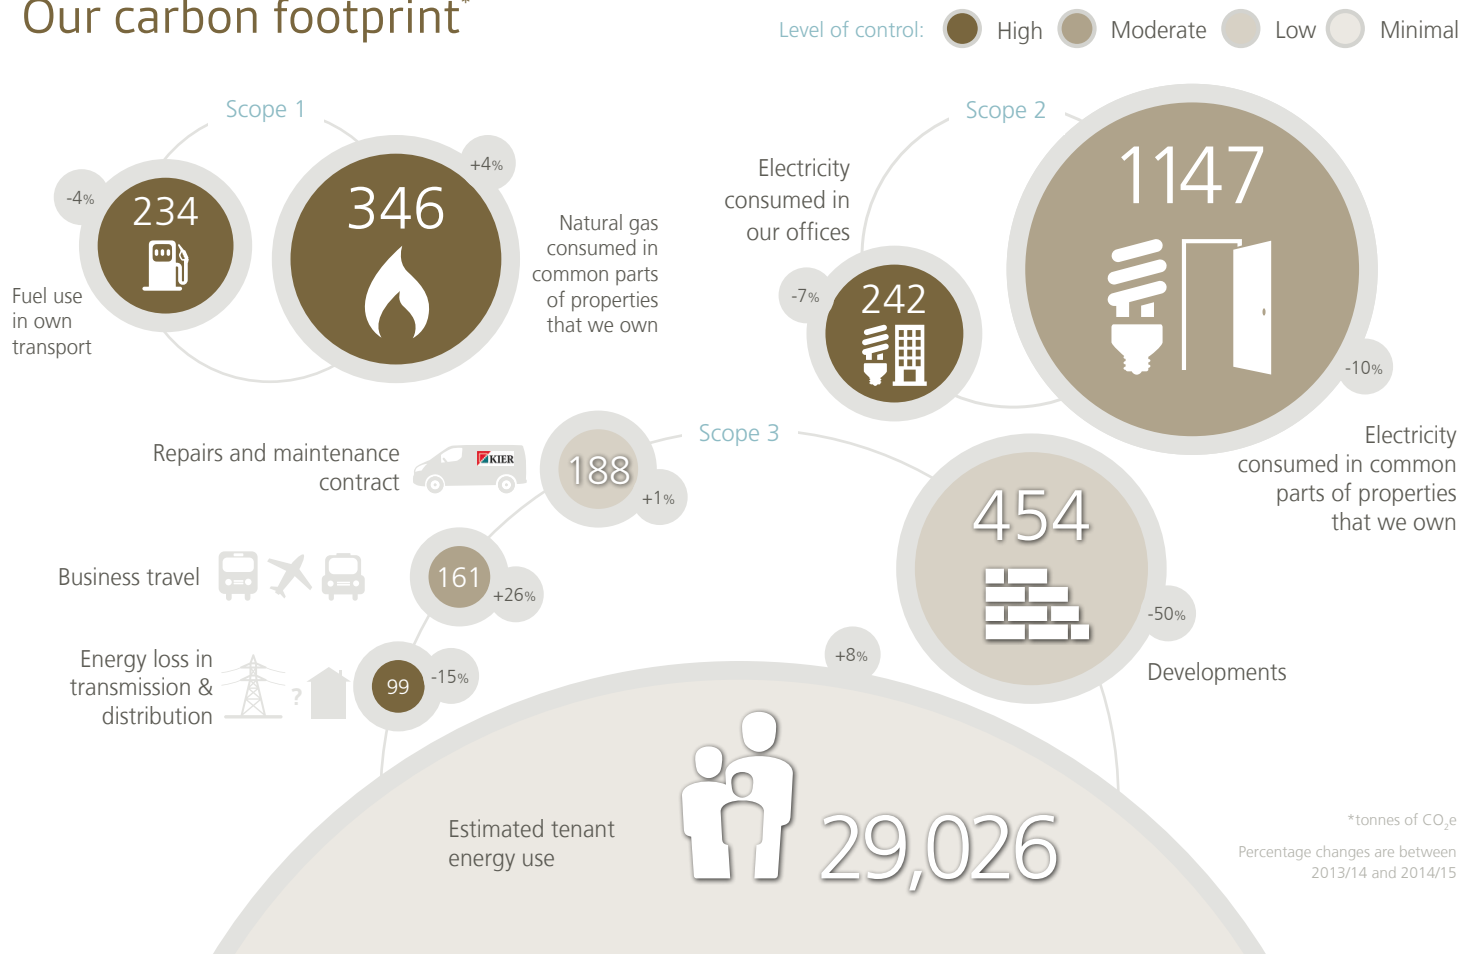 Our carbon footprint*
Level of control:
High
Moderate
Low
Minimal
Scope 1
-4%
234
Fuel use
in own
transport
+4%
346
Natural gas
consumed in
common parts
of properties
that we own
Scope 2
Electricity
consumed in
our offices
-7%
242
1147
-10%
Electricity
consumed in common
parts of properties
that we own
Scope 3
Repairs and maintenance
contract
KIER
188
+1%
Business travel
161
+26%
Energy loss in
transmission &
distribution
?
99
-15%
454
-50%
Developments
+8%
Estimated tenant
energy use
29,026
*tonnes of CO2e
Percentage changes are between
2013/14 and 2014/15